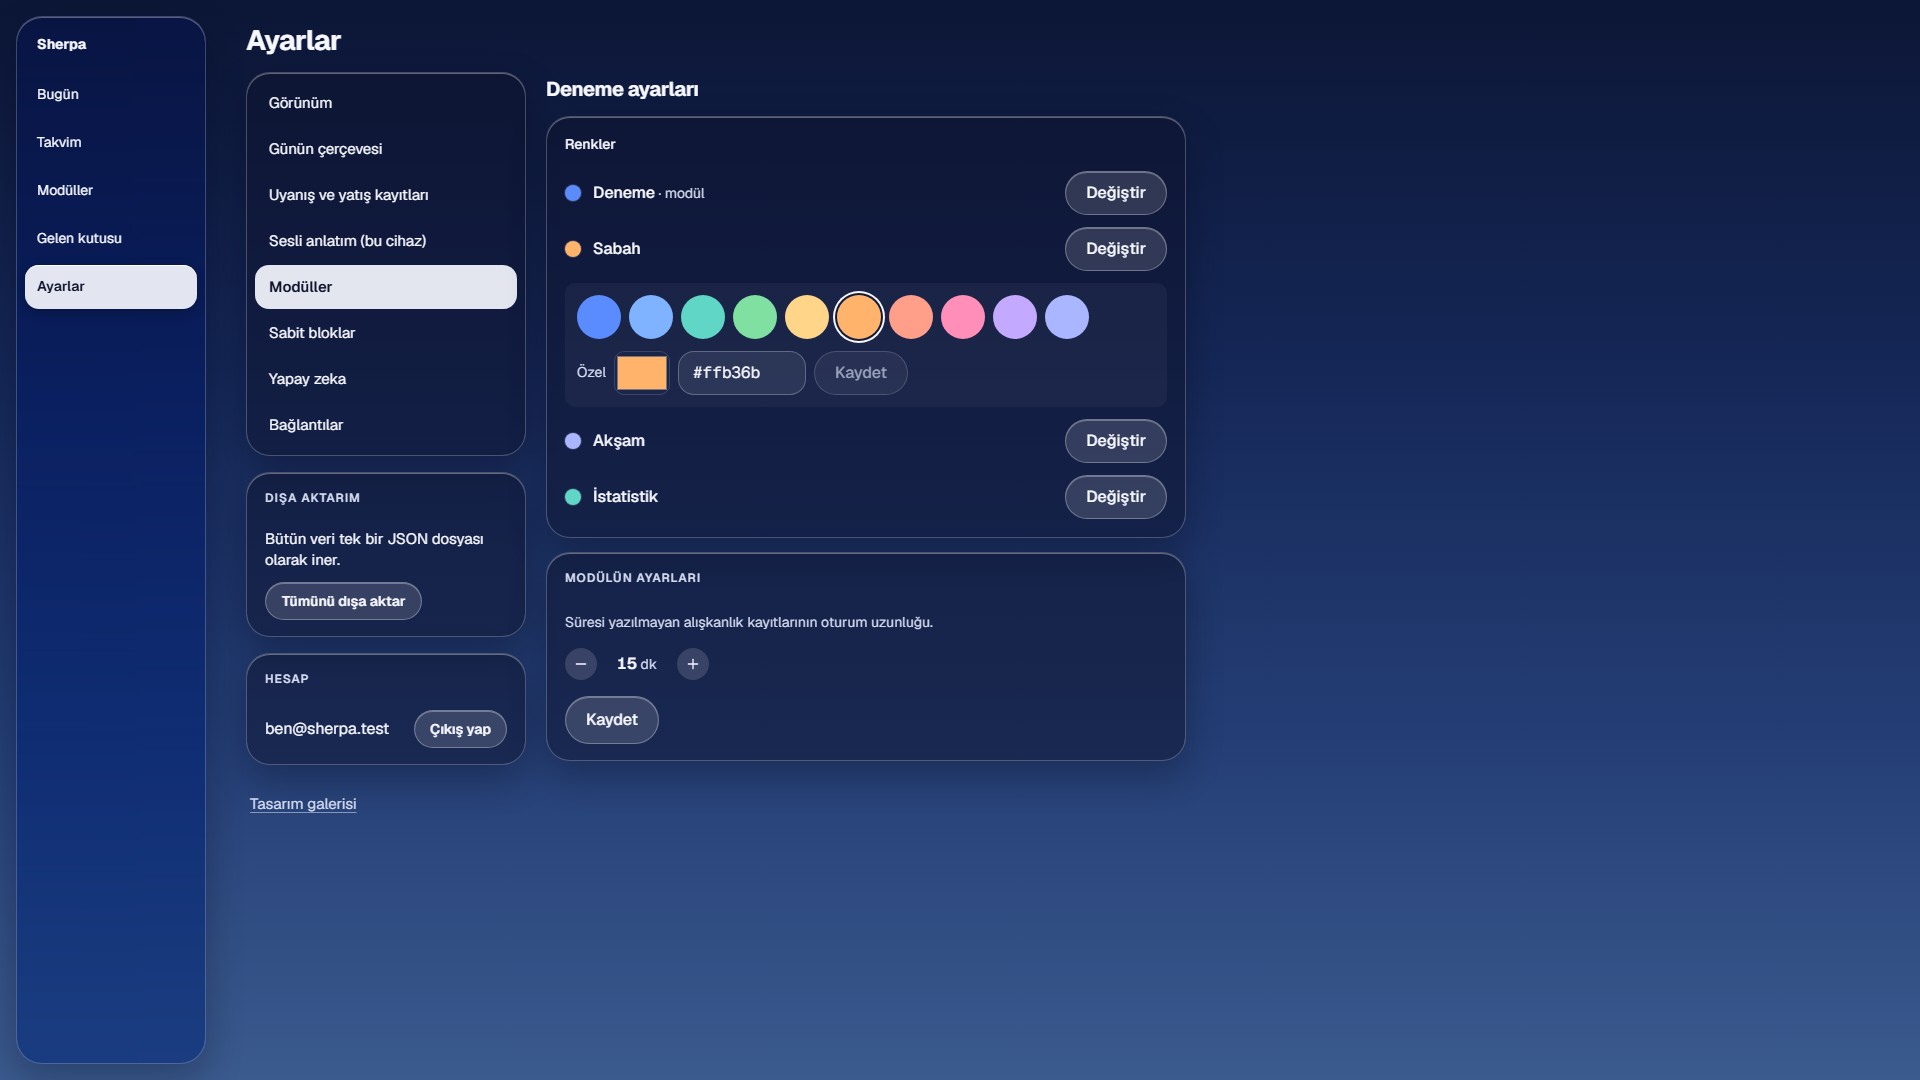 Sherpa
Bugün
Takvim
Modüller
Gelen kutusu
Ayarlar
Ayarlar
Görünüm
Günün çerçevesi
Uyanış ve yatış kayıtları
Sesli anlatım (bu cihaz)
Modüller
Sabit bloklar
Yapay zeka
Bağlantılar
DIŞA AKTARIM
Bütün veri tek bir JSON dosyası
olarak iner.
Tümünü dışa aktar
HESAP
ben@sherpa.test
Çıkış yap
Tasarım galerisi
Deneme ayarları
Renkler
Deneme · modül
Değiştir
Sabah
Değiştir
Özel
#ffb36b
Kaydet
Akşam
Değiştir
İstatistik
Değiştir
MODÜLÜN AYARLARI
Süresi yazılmayan alışkanlık kayıtlarının oturum uzunluğu.
− 15 dk +
Kaydet